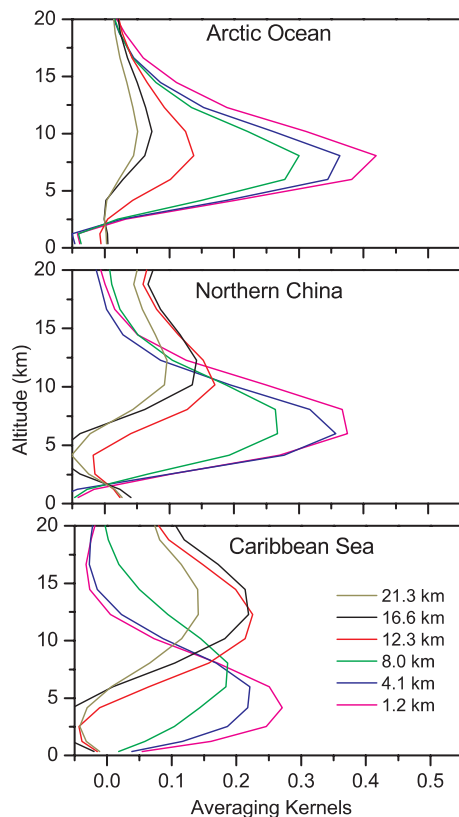 20
Arctic Ocean
15
10
5
0
20
Northern China
15
10
5
0
Altitude (km)
20
Caribbean Sea
15
10
5
0
21.3 km
16.6 km
12.3 km
8.0 km
4.1 km
1.2 km
0.0 0.1 0.2 0.3 0.4 0.5
Averaging Kernels